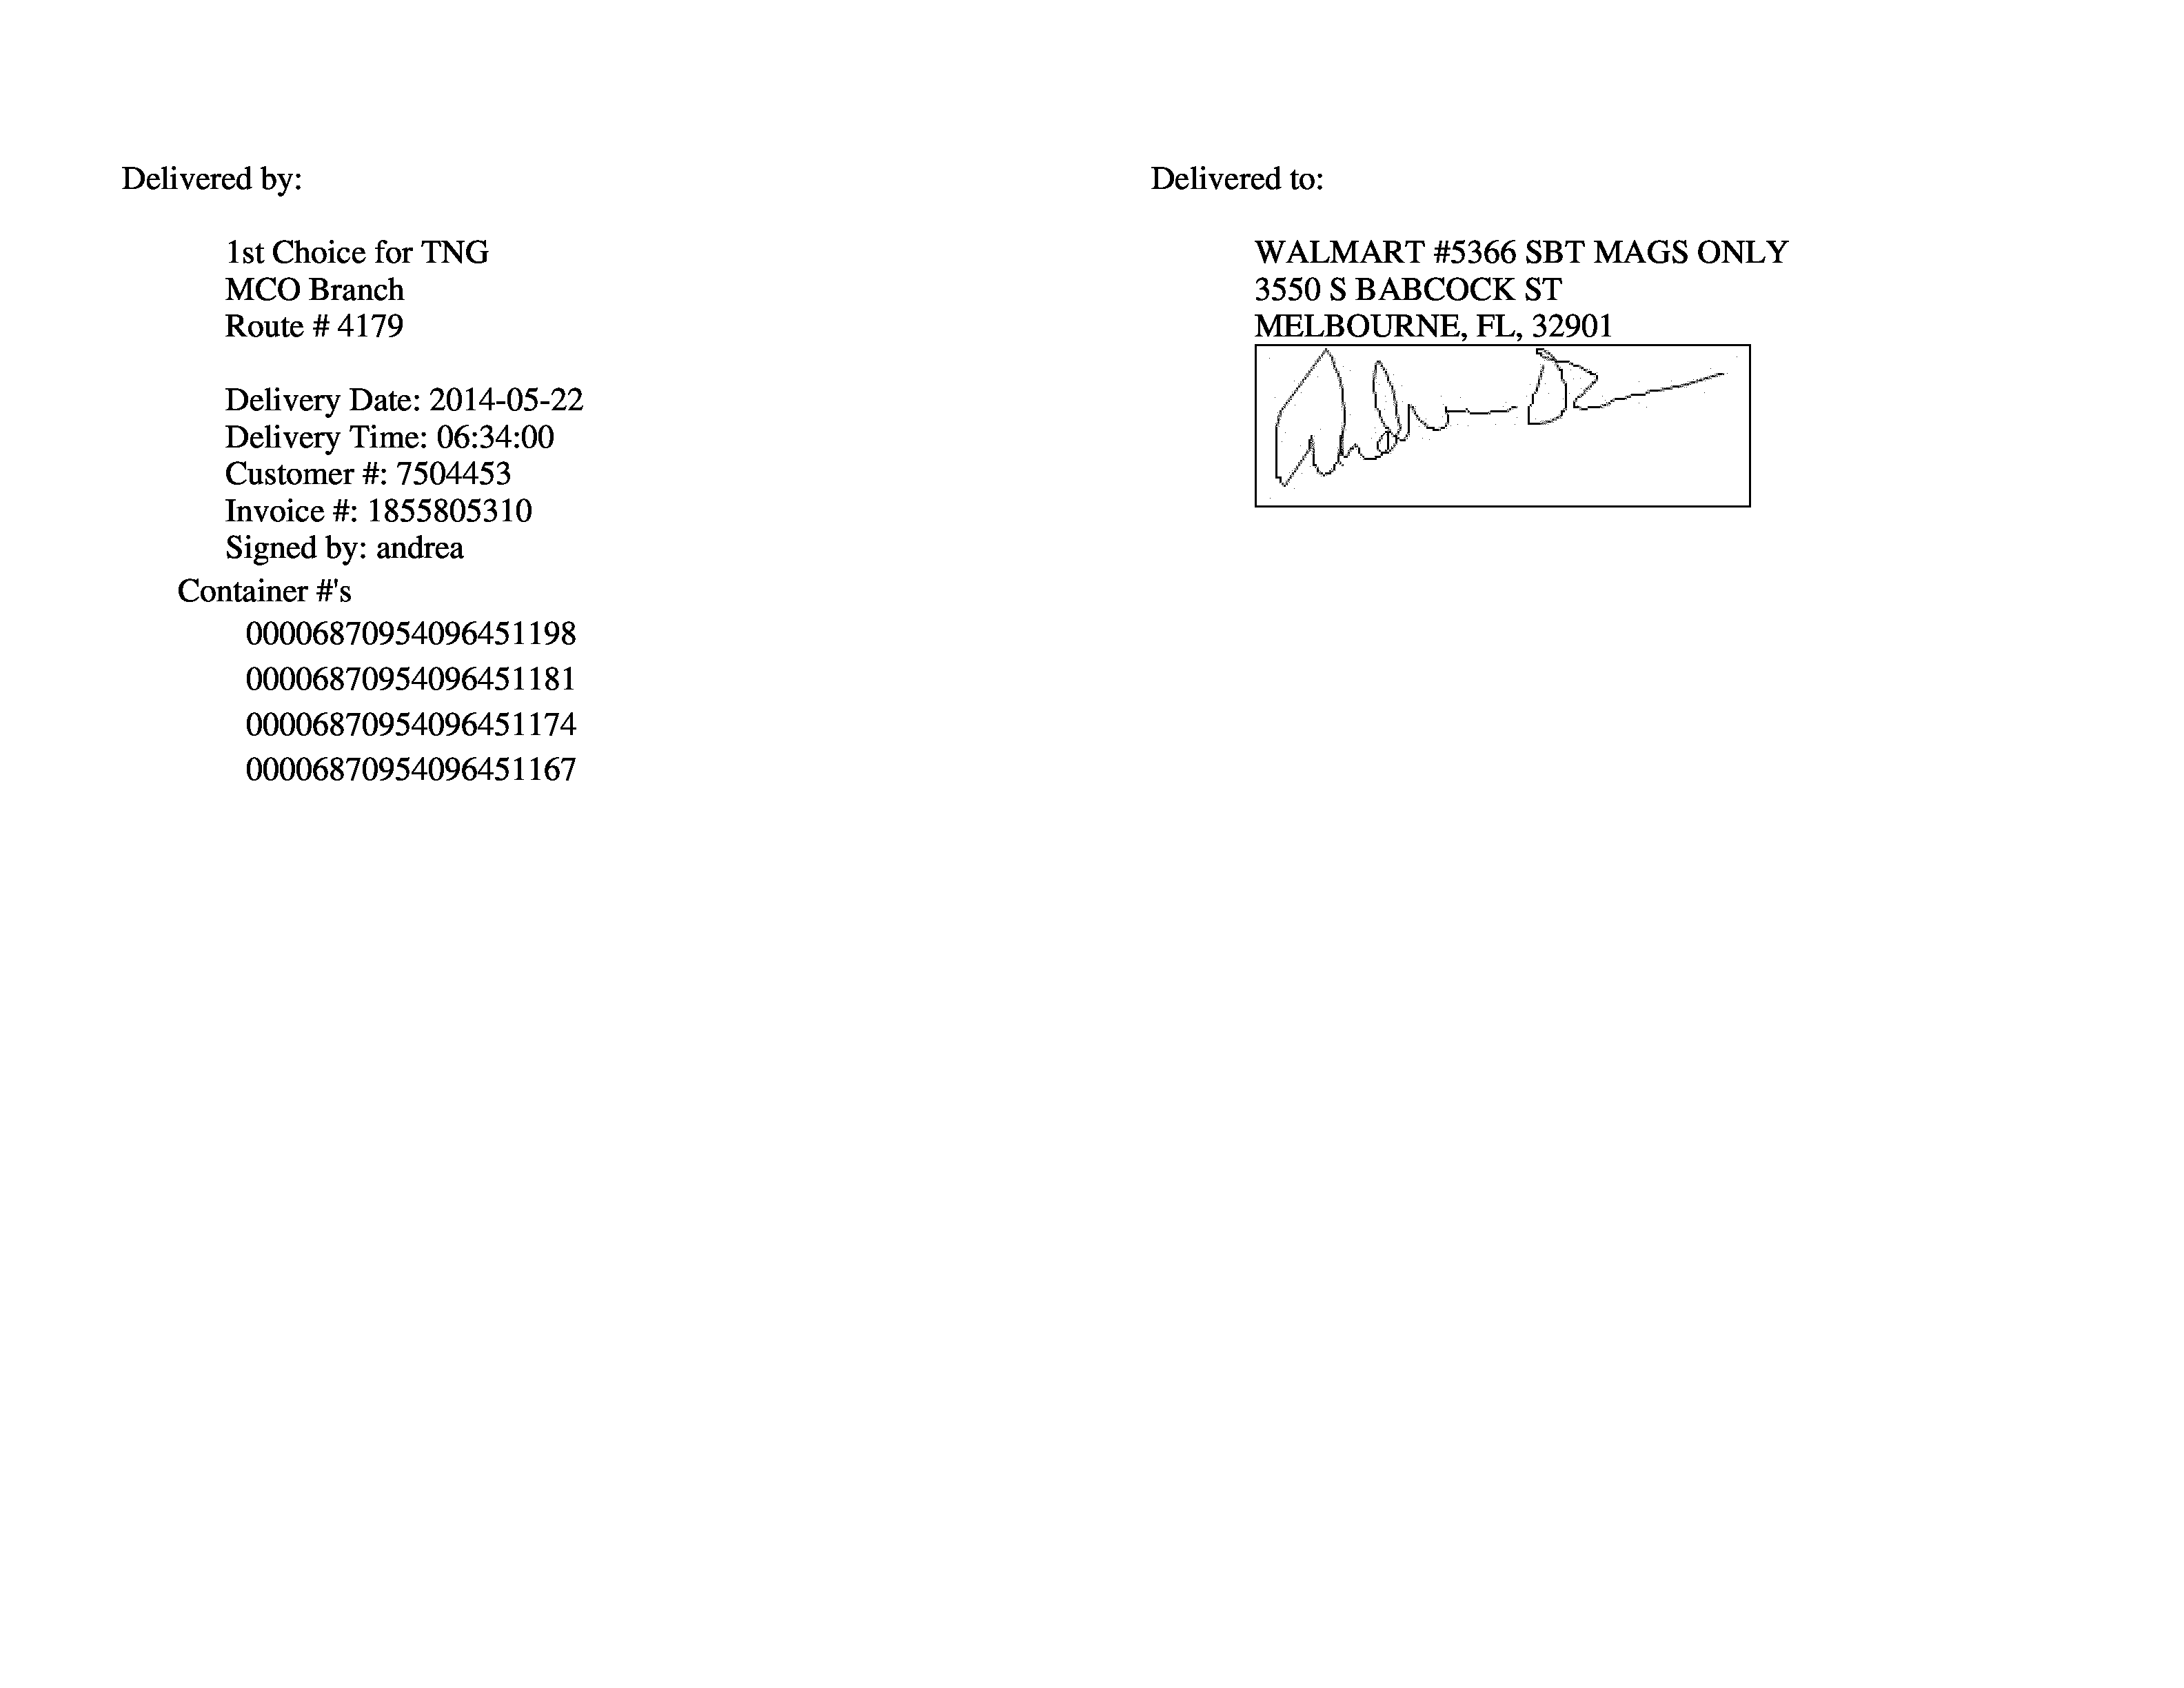 Delivered by:
1st Choice for TNG
MCO Branch
Route # 4179
Delivery Date: 2014-05-22
Delivery Time: 06:34:00
Customer #: 7504453
Invoice #: 1855805310
Signed by: andrea
Container #'s
00006870954096451198
00006870954096451181
00006870954096451174
00006870954096451167
Delivered to:
WALMART #5366 SBT MAGS ONLY
3550 S BABCOCK ST
MELBOURNE, FL, 32901